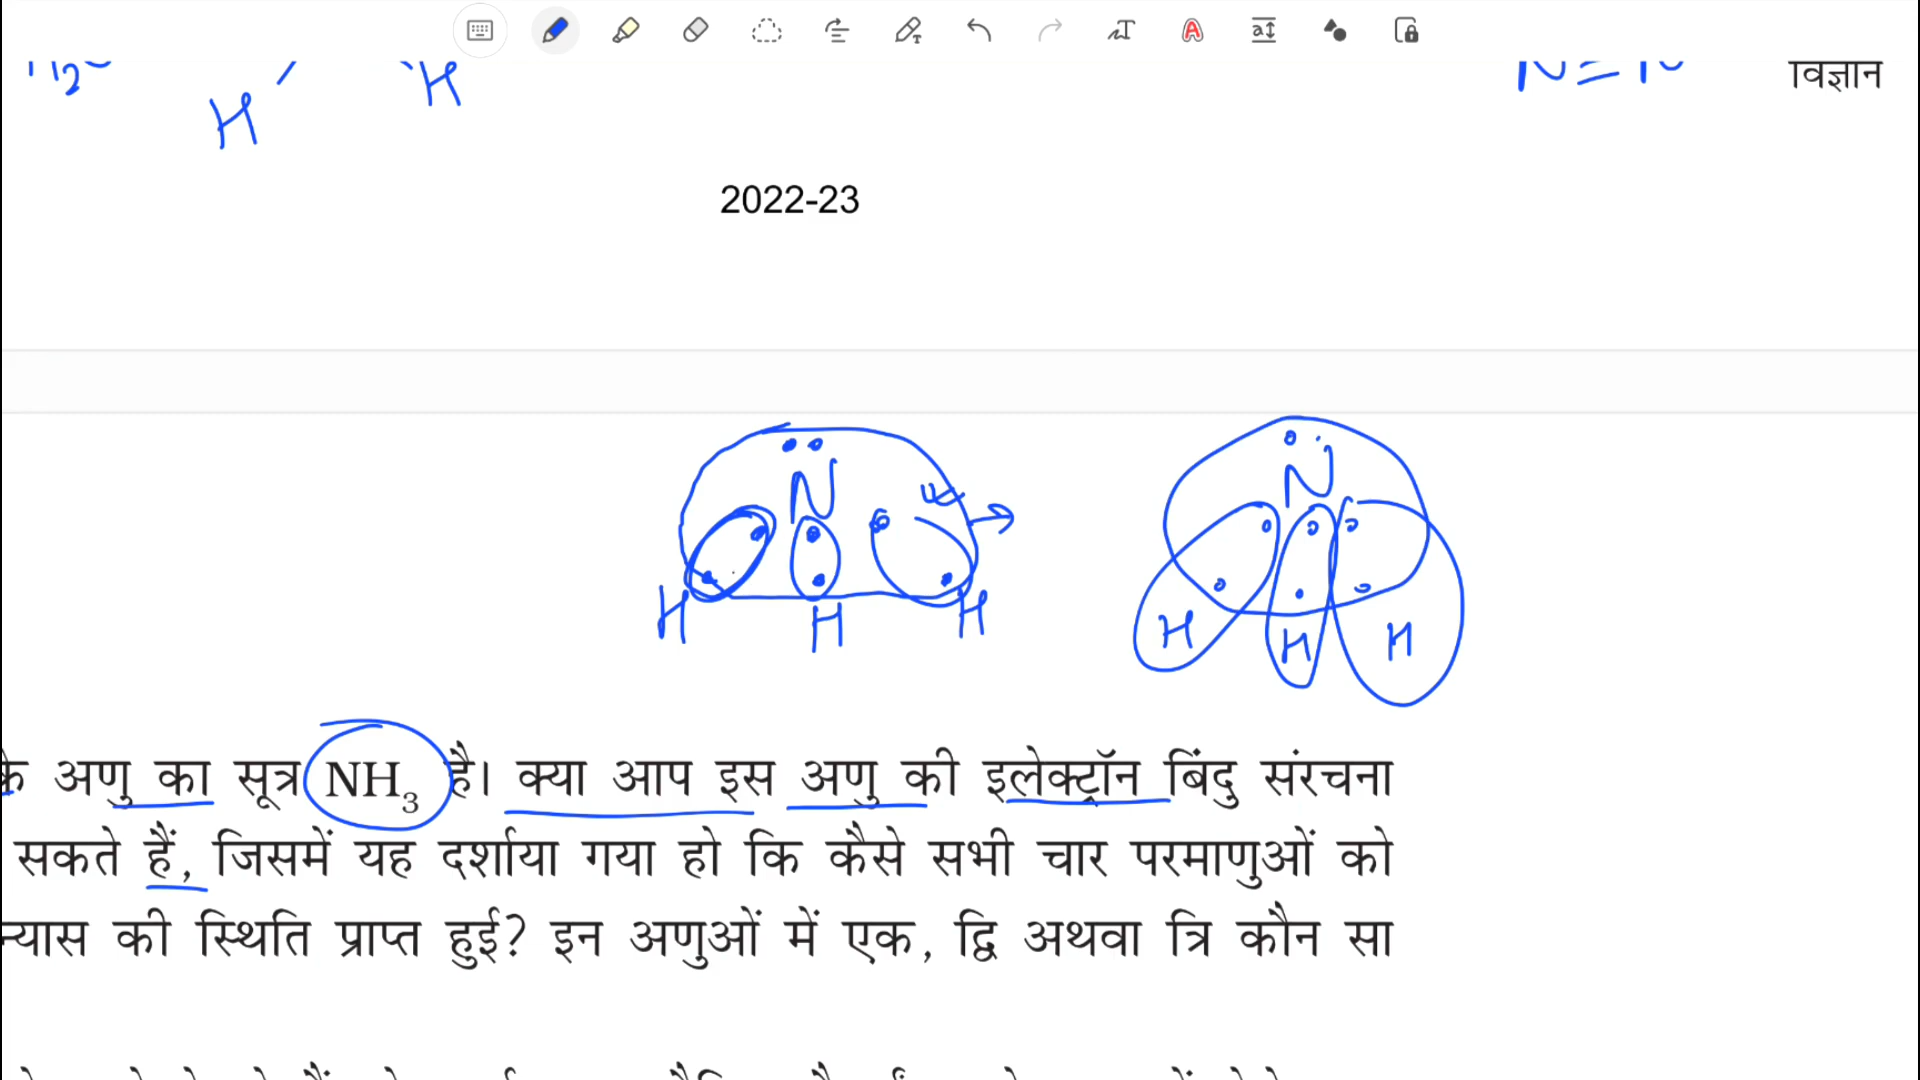 H
H
विज्ञान
2022-23
N
H H H
N
H H H
अणु का सूत्र NH₃ है। क्या आप इस अणु की इलेक्ट्रॉन बिंदु संरचना
सकते हैं, जिसमें यह दर्शाया गया हो कि कैसे सभी चार परमाणुओं को
न्यास की स्थिति प्राप्त हुई? इन अणुओं में एक, द्वि अथवा त्रि कौन सा